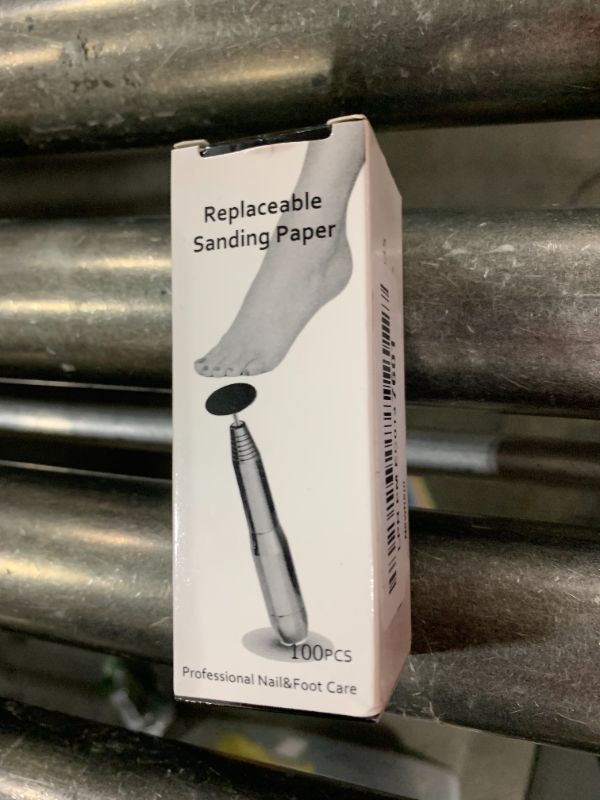 Replaceable
Sanding Paper
100PCS
Professional Nail&Foot Care